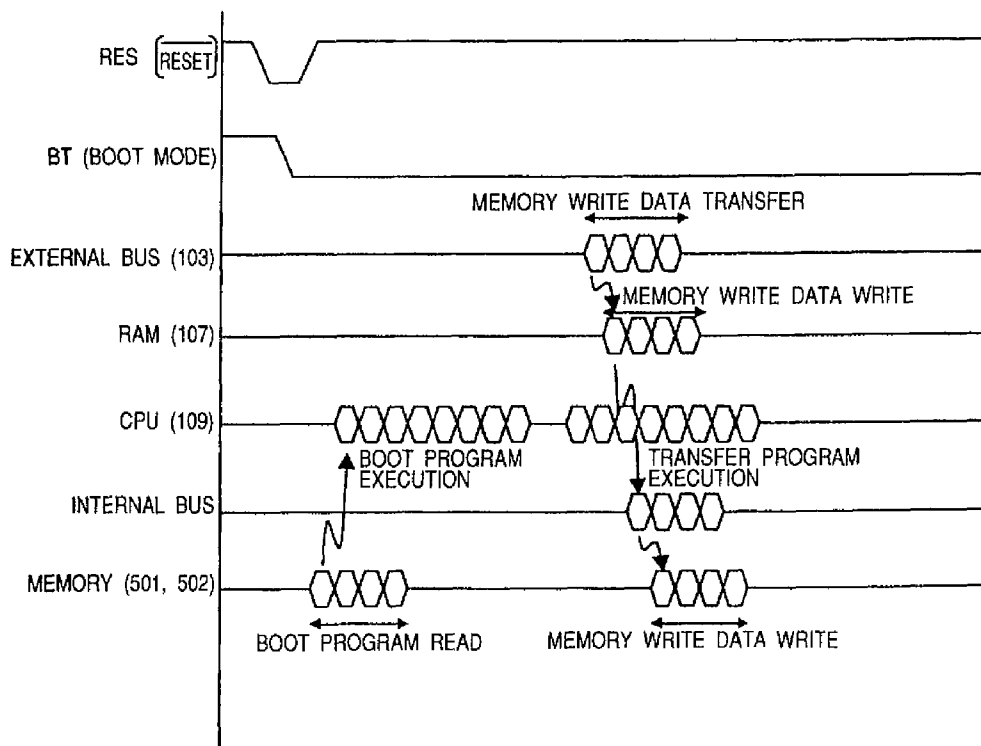 RES (RESET)
BT (BOOT MODE)
MEMORY WRITE DATA TRANSFER
EXTERNAL BUS (103)
MEMORY WRITE DATA WRITE
RAM (107)
CPU (109)
BOOT PROGRAM
EXECUTION
TRANSFER PROGRAM
EXECUTION
INTERNAL BUS
MEMORY (501, 502)
BOOT PROGRAM READ
MEMORY WRITE DATA WRITE